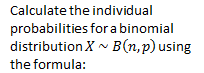 Calculate the individual
probabilities for a binomial
distribution X ~ B(n, p) using
the formula: